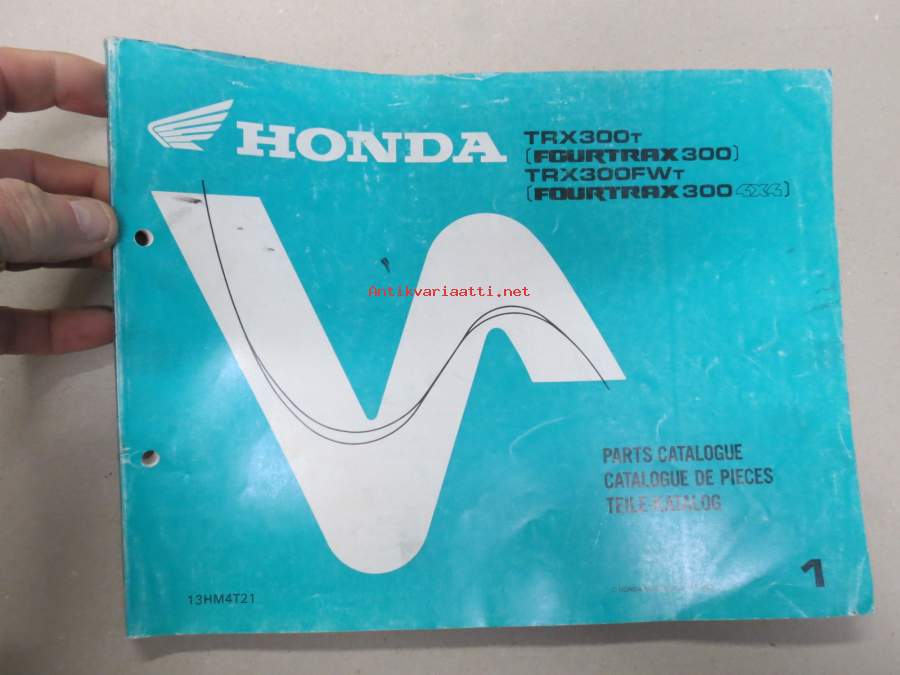 HONDA
TRX300T
(FOURTRAX 300)
TRX300FWT
(FOURTRAX 300 4X4)
Antikvariaatti.net
PARTS CATALOGUE
CATALOGUE DE PIECES
TEILE-KATALOG
1
13HM4T21
HONDA